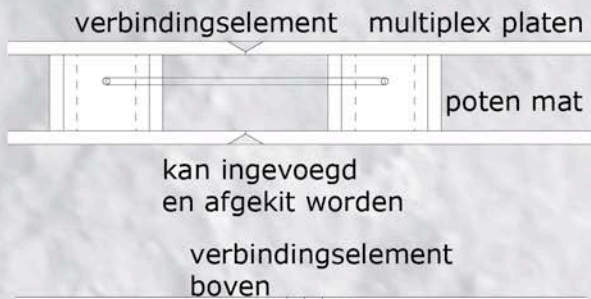 verbindingselement multiplex platen
poten mat
kan ingevoegd
en afgekit worden
verbindingselement
boven